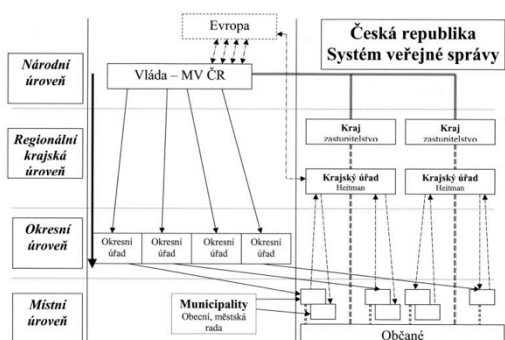 Evropa
Česká republika
Systém veřejné správy
Národní
úroveň
Vláda – MV ČR
Regionální
krajská
úroveň
Kraj
zastupitelstvo
Kraj
zastupitelstvo
Krajský úřad
Hejtman
Krajský úřad
Hejtman
Okresní
úroveň
Okresní
úřad
Okresní
úřad
Okresní
úřad
Okresní
úřad
Místní
úroveň
Municipality
Obecní, městská
rada
Občané